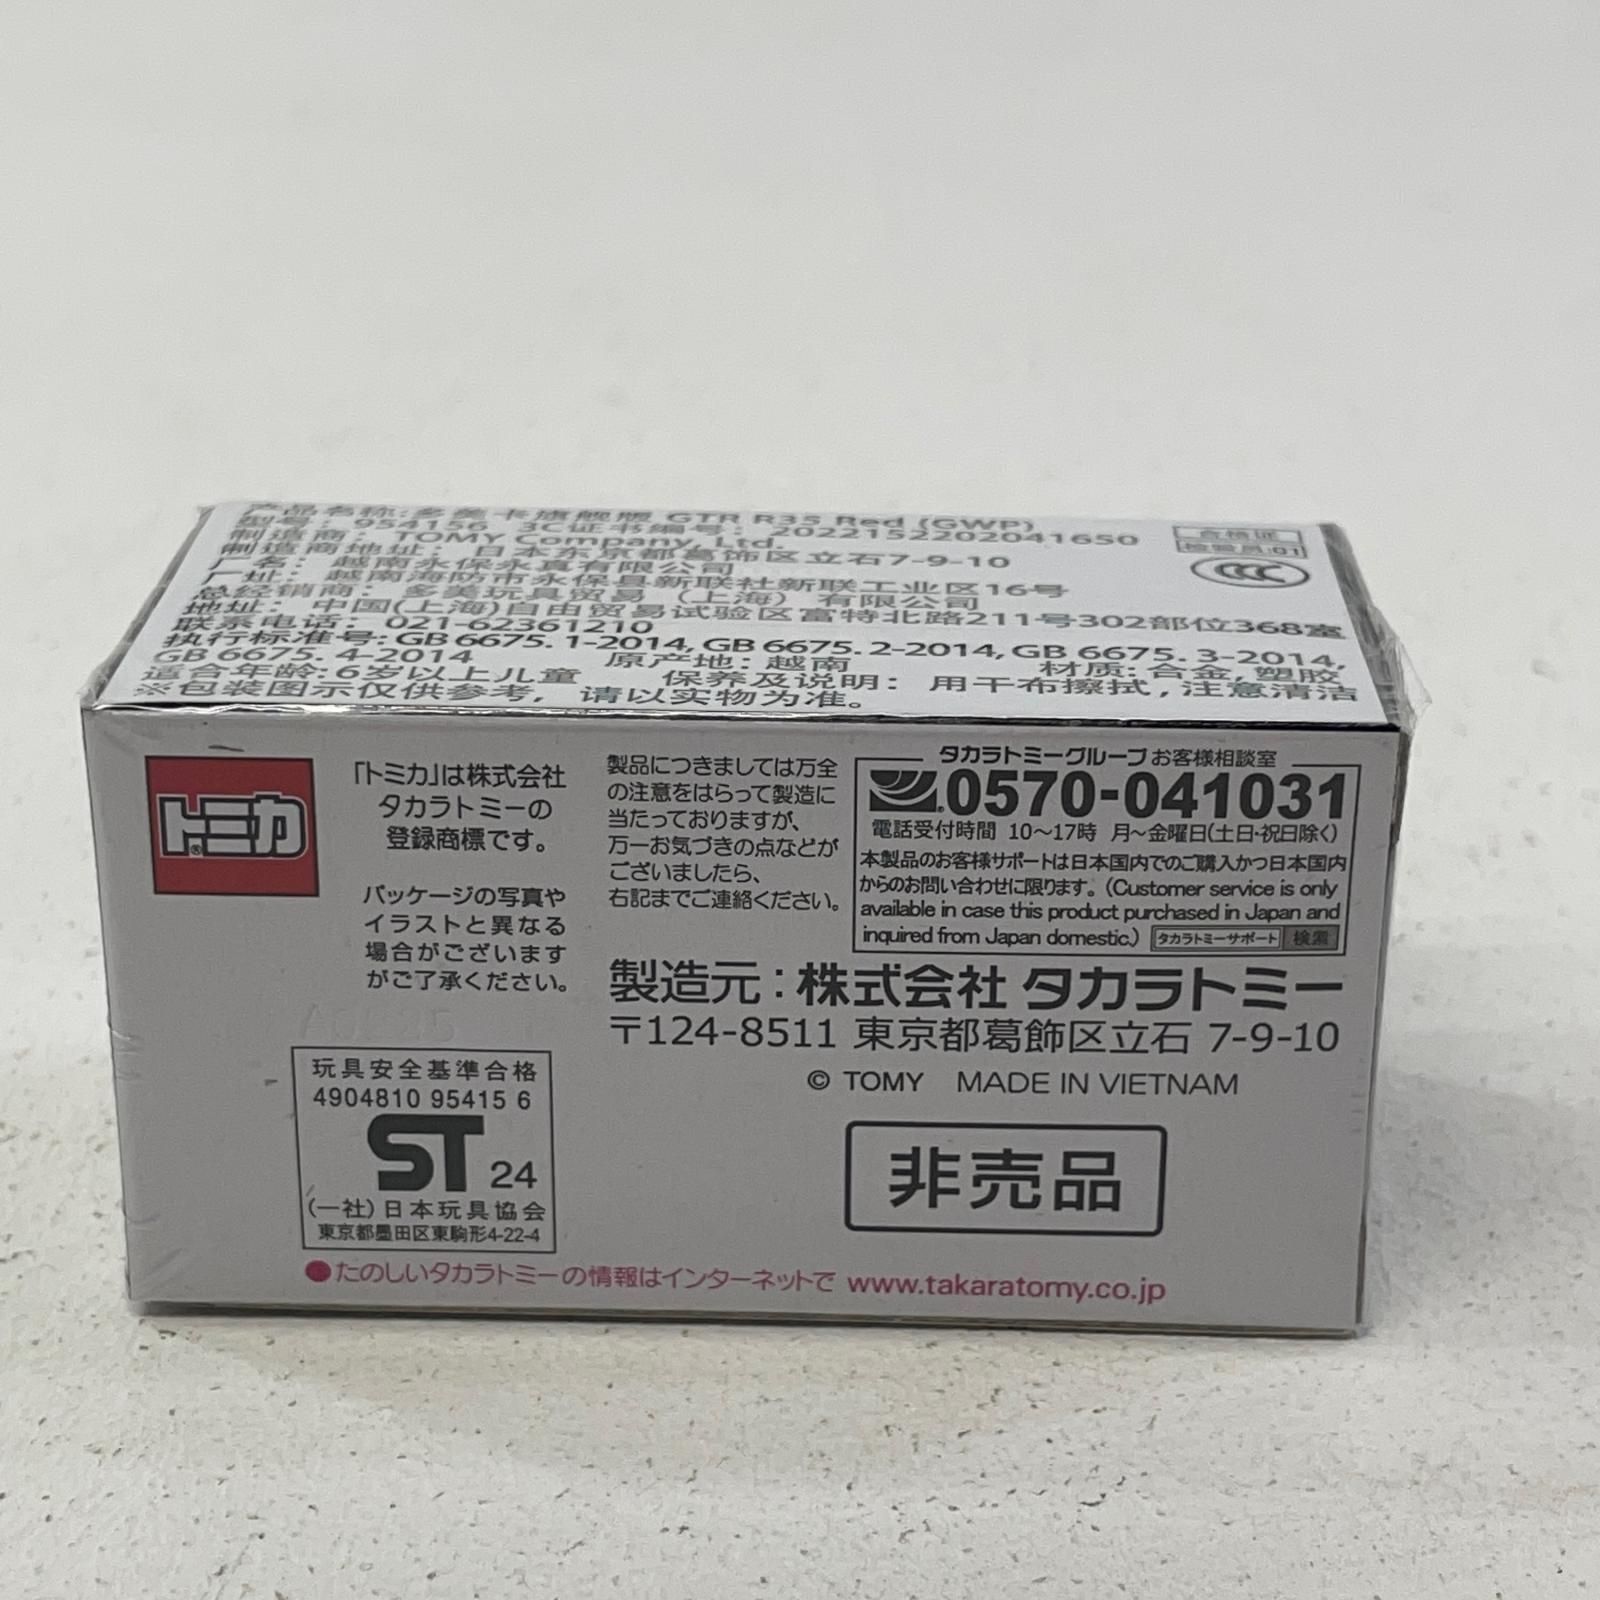 产品名称:多美卡旗舰版 GTR R35 Red (GWP)
型号：954156 3C证书编号：2022152202041650
制造商：TOMY Company, Ltd.
制造商地址：日本东京都葛饰区立石7-9-10
厂名：越南永保永真有限公司
厂址：越南海防市永保县新联社新联工业区16号
总经销商：多美玩具贸易（上海）有限公司
地址：中国(上海)自由贸易试验区富特北路211号302部位368室
联系电话：021-62361210
执行标准号:GB 6675. 1-2014, GB 6675. 2-2014, GB 6675. 3-2014,
GB 6675. 4-2014 原产地：越南 材质：合金,塑胶
适合年龄:6岁以上儿童 保养及说明：用干布擦拭,注意清洁
※包装图示仅供参考，请以实物为准。
合格证
检验员:01
CCC
トミカ®
「トミカ」は株式会社
タカラトミーの
登録商標です。
パッケージの写真や
イラストと異なる
場合がございます
がご了承ください。
製品につきましては万全
の注意をはらって製造に
当たっておりますが、
万一お気づきの点などが
ございましたら、
右記までご連絡ください。
タカラトミーグループお客様相談室
0570-041031
電話受付時間 10～17時 月～金曜日(土日・祝日除く)
本製品のお客様サポートは日本国内でのご購入かつ日本国内
からのお問い合わせに限ります。(Customer service is only
available in case this product purchased in Japan and
inquired from Japan domestic.) タカラトミーサポート 検索
製造元：株式会社 タカラトミー
〒124-8511 東京都葛飾区立石 7-9-10
© TOMY MADE IN VIETNAM
非売品
玩具安全基準合格
4904810 95415 6
ST 24
(一社)日本玩具協会
東京都墨田区東駒形4-22-4
●たのしいタカラトミーの情報はインターネットで www.takaratomy.co.jp